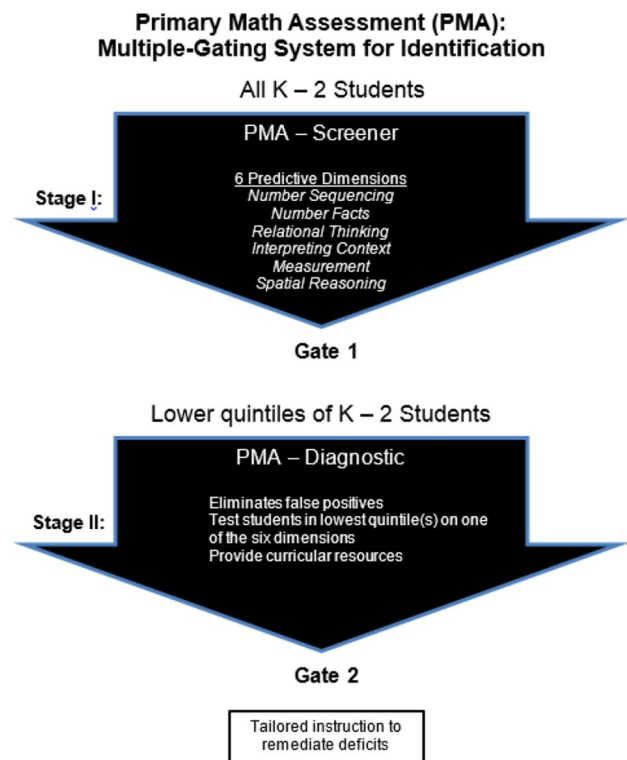 Primary Math Assessment (PMA):
Multiple-Gating System for Identification
All K – 2 Students
PMA – Screener
6 Predictive Dimensions
Stage I:
Number Sequencing
Number Facts
Relational Thinking
Interpreting Context
Measurement
Spatial Reasoning
Gate 1
Lower quintiles of K – 2 Students
PMA – Diagnostic
Stage II:
Eliminates false positives
Test students in lowest quintile(s) on one
of the six dimensions
Provide curricular resources
Gate 2
Tailored instruction to
remediate deficits